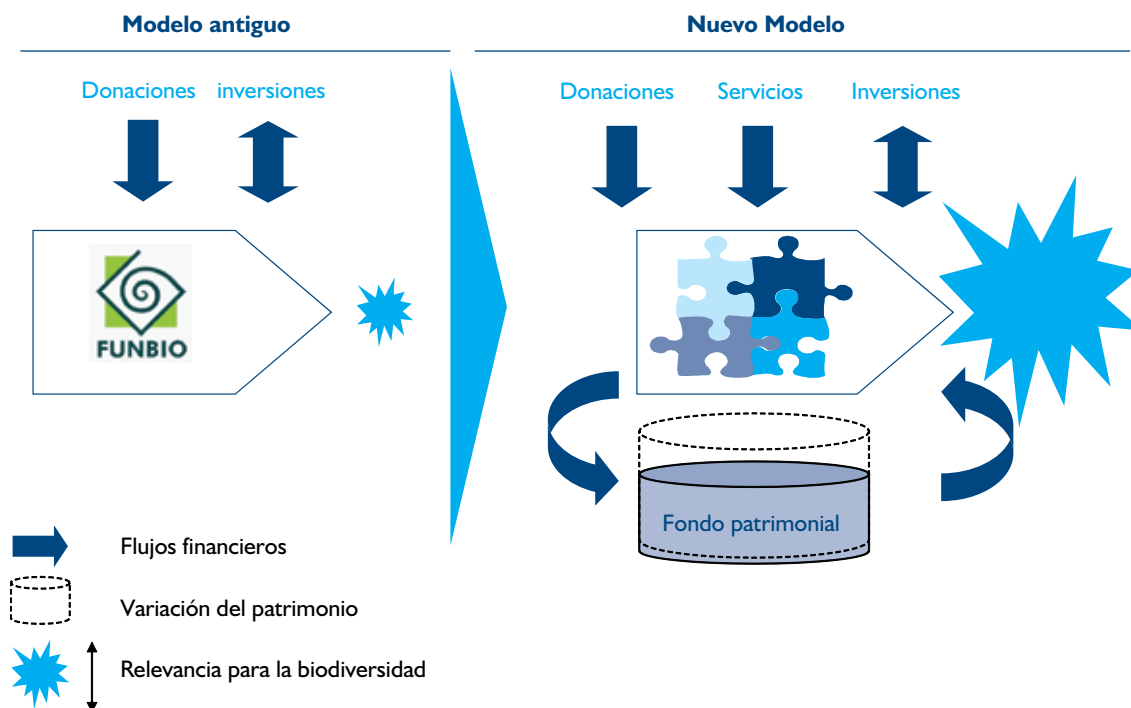 Modelo antiguo
Donaciones inversiones
FUNBIO
Nuevo Modelo
Donaciones Servicios Inversiones
Fondo patrimonial
Flujos financieros
Variación del patrimonio
Relevancia para la biodiversidad